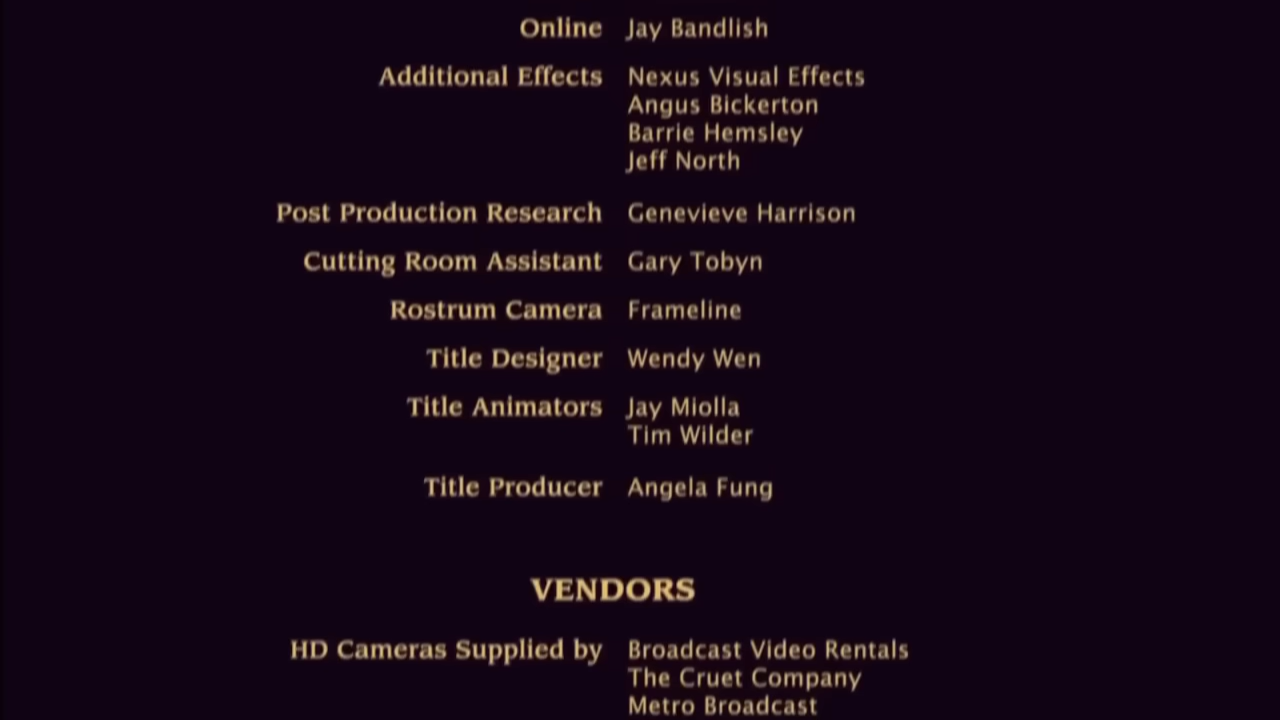 Online Jay Bandlish
Additional Effects Nexus Visual Effects
Angus Bickerton
Barrie Hemsley
Jeff North
Post Production Research Genevieve Harrison
Cutting Room Assistant Gary Tobyn
Rostrum Camera Frameline
Title Designer Wendy Wen
Title Animators Jay Miolla
Tim Wilder
Title Producer Angela Fung
VENDORS
HD Cameras Supplied by Broadcast Video Rentals
The Cruet Company
Metro Broadcast